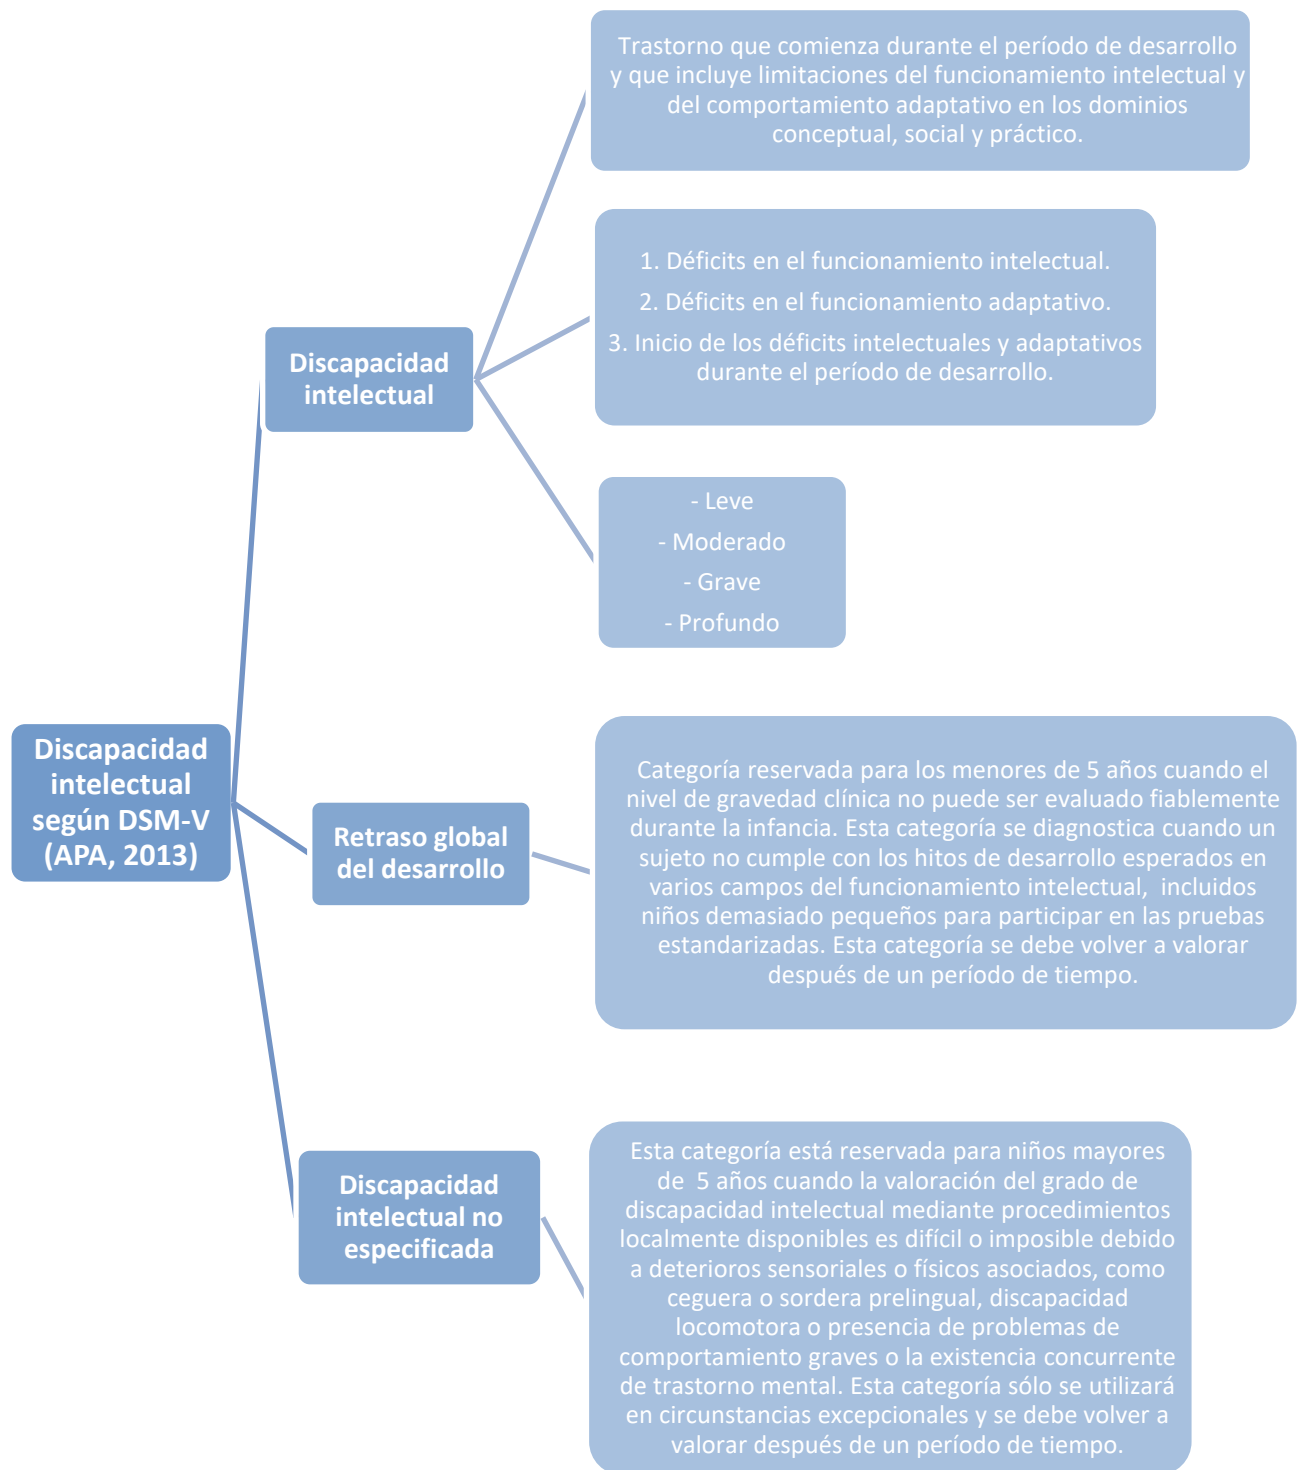 Discapacidad
intelectual
según DSM-V
(APA, 2013)
Discapacidad
intelectual
Trastorno que comienza durante el período de desarrollo
y que incluye limitaciones del funcionamiento intelectual y
del comportamiento adaptativo en los dominios
conceptual, social y práctico.
1. Déficits en el funcionamiento intelectual.
2. Déficits en el funcionamiento adaptativo.
3. Inicio de los déficits intelectuales y adaptativos
durante el período de desarrollo.
- Leve
- Moderado
- Grave
- Profundo
Retraso global
del desarrollo
Categoría reservada para los menores de 5 años cuando el
nivel de gravedad clínica no puede ser evaluado fiablemente
durante la infancia. Esta categoría se diagnostica cuando un
sujeto no cumple con los hitos de desarrollo esperados en
varios campos del funcionamiento intelectual, incluidos
niños demasiado pequeños para participar en las pruebas
estandarizadas. Esta categoría se debe volver a valorar
después de un período de tiempo.
Discapacidad
intelectual no
especificada
Esta categoría está reservada para niños mayores
de 5 años cuando la valoración del grado de
discapacidad intelectual mediante procedimientos
localmente disponibles es difícil o imposible debido
a deterioros sensoriales o físicos asociados, como
ceguera o sordera prelingual, discapacidad
locomotora o presencia de problemas de
comportamiento graves o la existencia concurrente
de trastorno mental. Esta categoría sólo se utilizará
en circunstancias excepcionales y se debe volver a
valorar después de un período de tiempo.